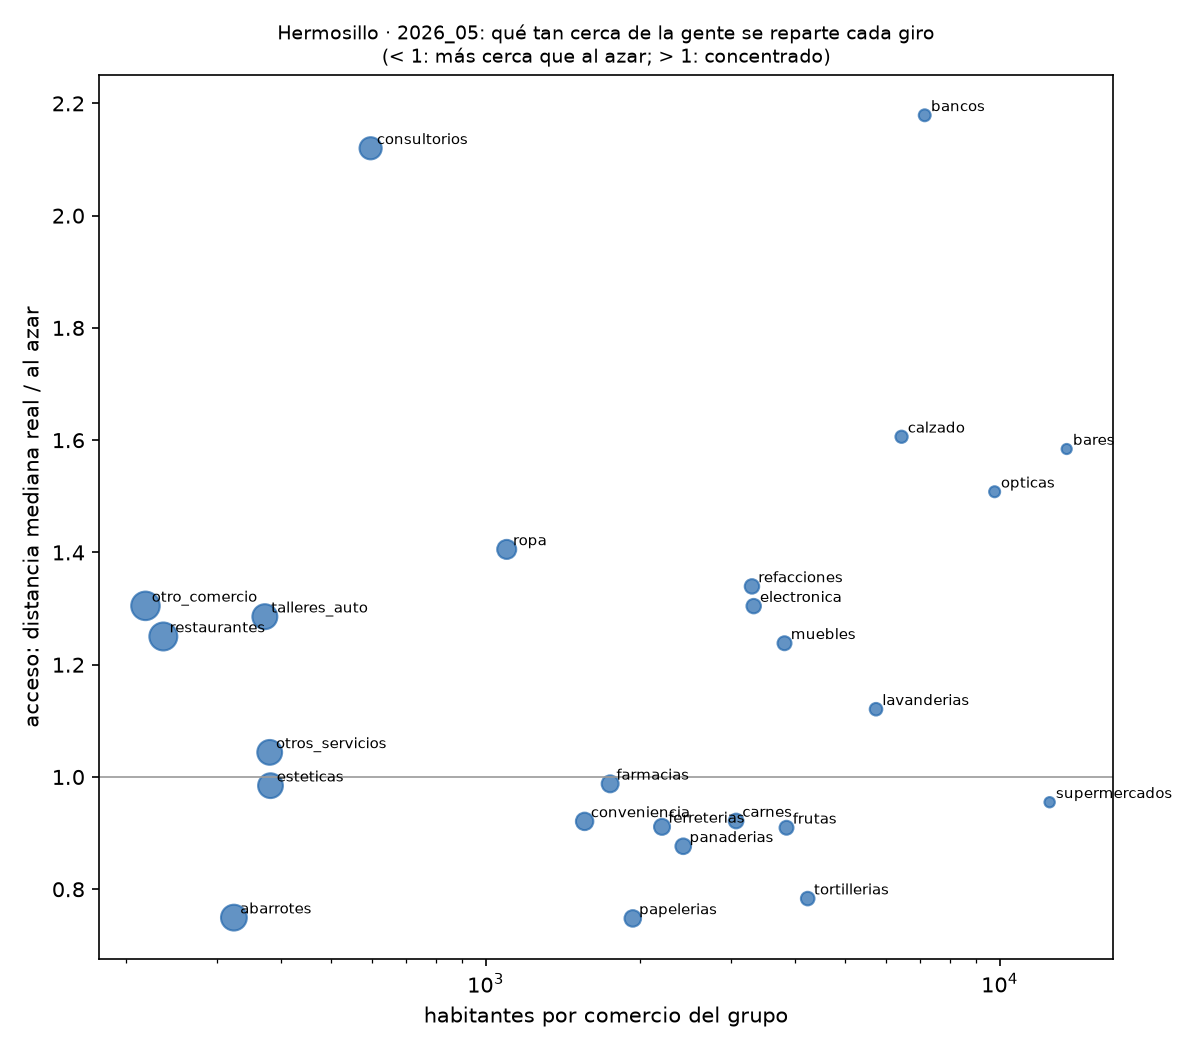 Hermosillo · 2026_05: qué tan cerca de la gente se reparte cada giro
(< 1: más cerca que al azar; > 1: concentrado)
acceso: distancia mediana real / al azar
2.2
2.0
1.8
1.6
1.4
1.2
1.0
0.8
bancos
consultorios
calzado
bares
opticas
ropa
refacciones
otro_comercio
electronica
talleres_auto
restaurantes
muebles
lavanderias
otros_servicios
esteticas
farmacias
supermercados
conveniencia
ferreterias
carnes
frutas
panaderias
tortillerias
abarrotes
papelerias
10³
10⁴
habitantes por comercio del grupo